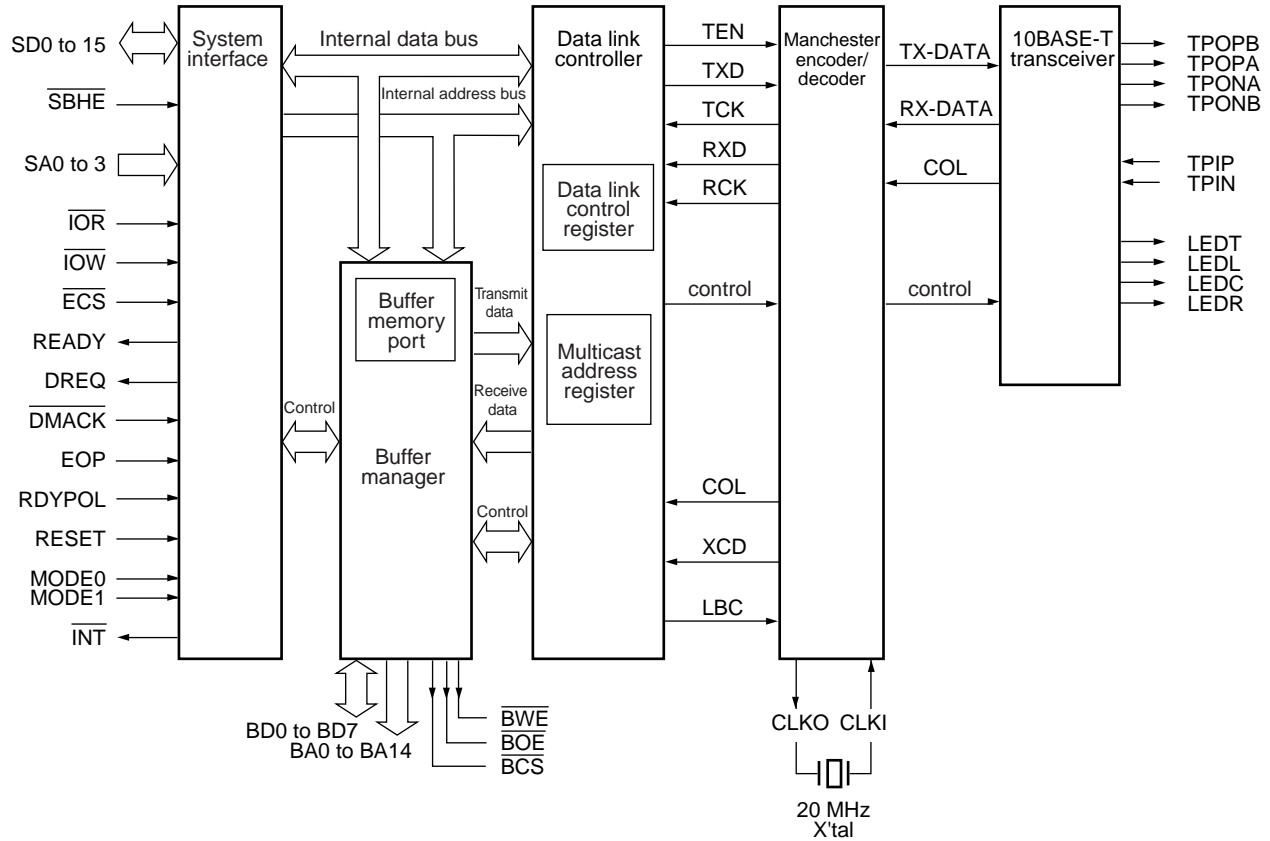 SD0 to 15
SBHE
SA0 to 3
IOR
IOW
ECS
READY
DREQ
DMACK
EOP
RDYPOL
RESET
MODE0
MODE1
INT
System
interface
Internal data bus
Internal address bus
Control
Buffer
memory
port
Buffer
manager
Transmit
data
Receive
data
Control
BD0 to BD7
BA0 to BA14
BWE
BOE
BCS
Data link
controller
Data link
control
register
Multicast
address
register
TEN
TXD
TCK
RXD
RCK
control
COL
XCD
LBC
Manchester
encoder/
decoder
CLKO CLKI
20 MHz
X'tal
TX-DATA
RX-DATA
COL
control
10BASE-T
transceiver
TPOPB
TPOPA
TPONA
TPONB
TPIP
TPIN
LEDT
LEDL
LEDC
LEDR